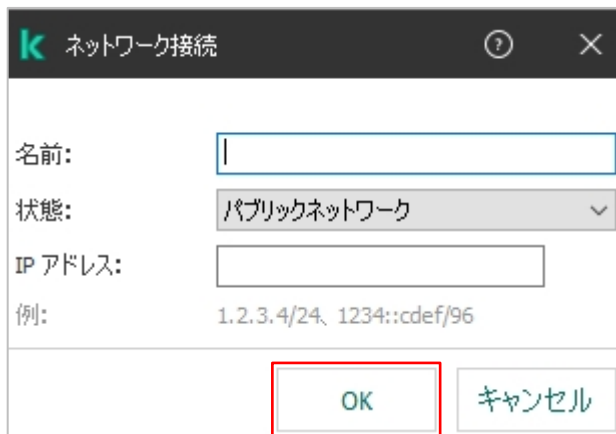 k ネットワーク接続 ?
名前:
状態: パブリックネットワーク
IP アドレス:
例: 1.2.3.4/24、1234::cdef/96
OK キャンセル